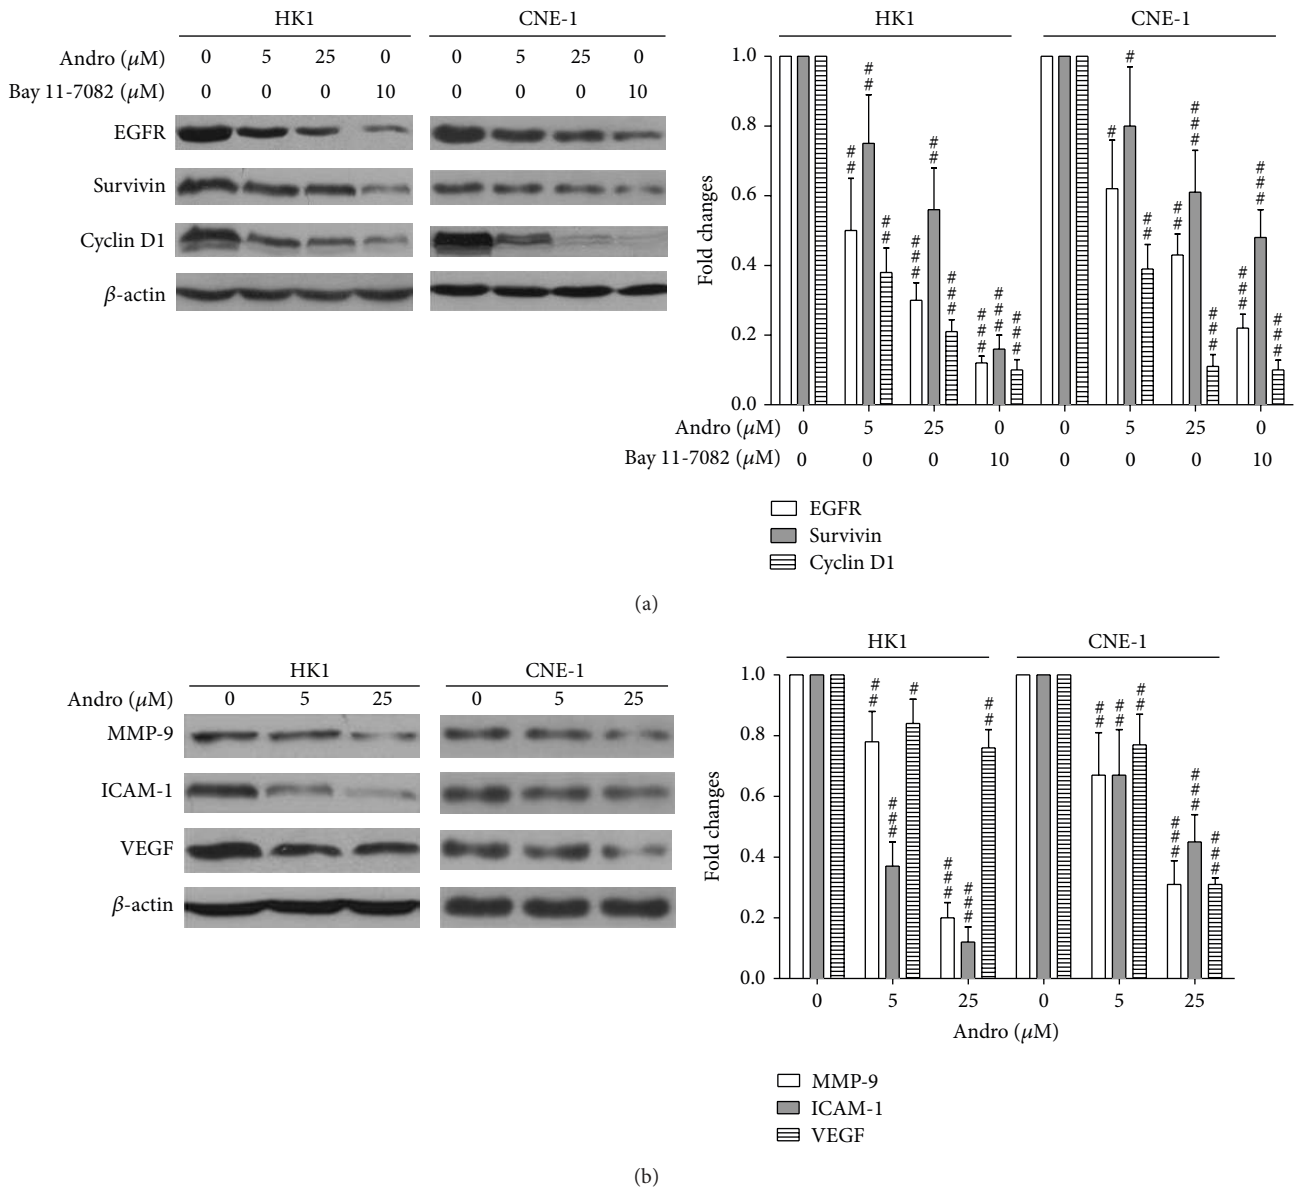 HK1 CNE-1
Andro (μM) 0 5 25 0 0 5 25 0
Bay 11-7082 (μM) 0 0 0 10 0 0 0 10
EGFR
Survivin
Cyclin D1
β-actin
HK1 CNE-1
Fold changes
1.0
0.8
0.6
0.4
0.2
0.0
# # # # # # # # # # # # # # # # # # # # # # # # # # # # # # # # # # # # # # # # # #
Andro (μM) 0 5 25 0 0 5 25 0
Bay 11-7082 (μM) 0 0 0 10 0 0 0 10
EGFR
Survivin
Cyclin D1
(a)
HK1 CNE-1
Andro (μM) 0 5 25 0 5 25
MMP-9
ICAM-1
VEGF
β-actin
HK1 CNE-1
Fold changes
1.0
0.8
0.6
0.4
0.2
0.0
# # # # # # # # # # # # # # # # # # # # # # # # # # # # #
0 5 25 0 5 25
Andro (μM)
MMP-9
ICAM-1
VEGF
(b)